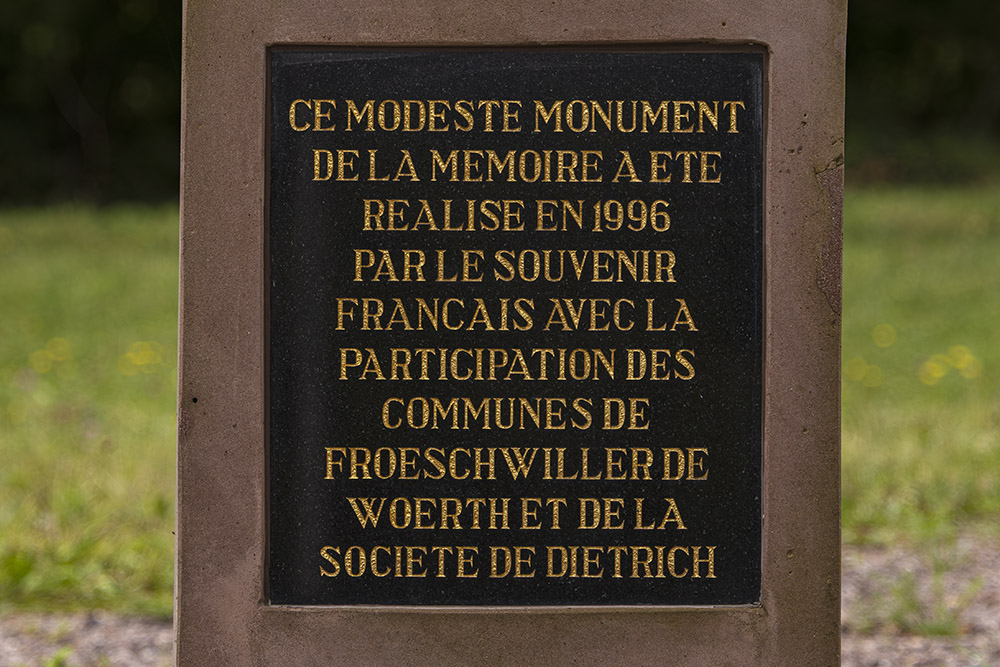 CE MODESTE MONUMENT
DE LA MEMOIRE A ETE
REALISE EN 1996
PAR LE SOUVENIR
FRANCAIS AVEC LA
PARTICIPATION DES
COMMUNES DE
FROESCHWILLER DE
WOERTH ET DE LA
SOCIETE DE DIETRICH